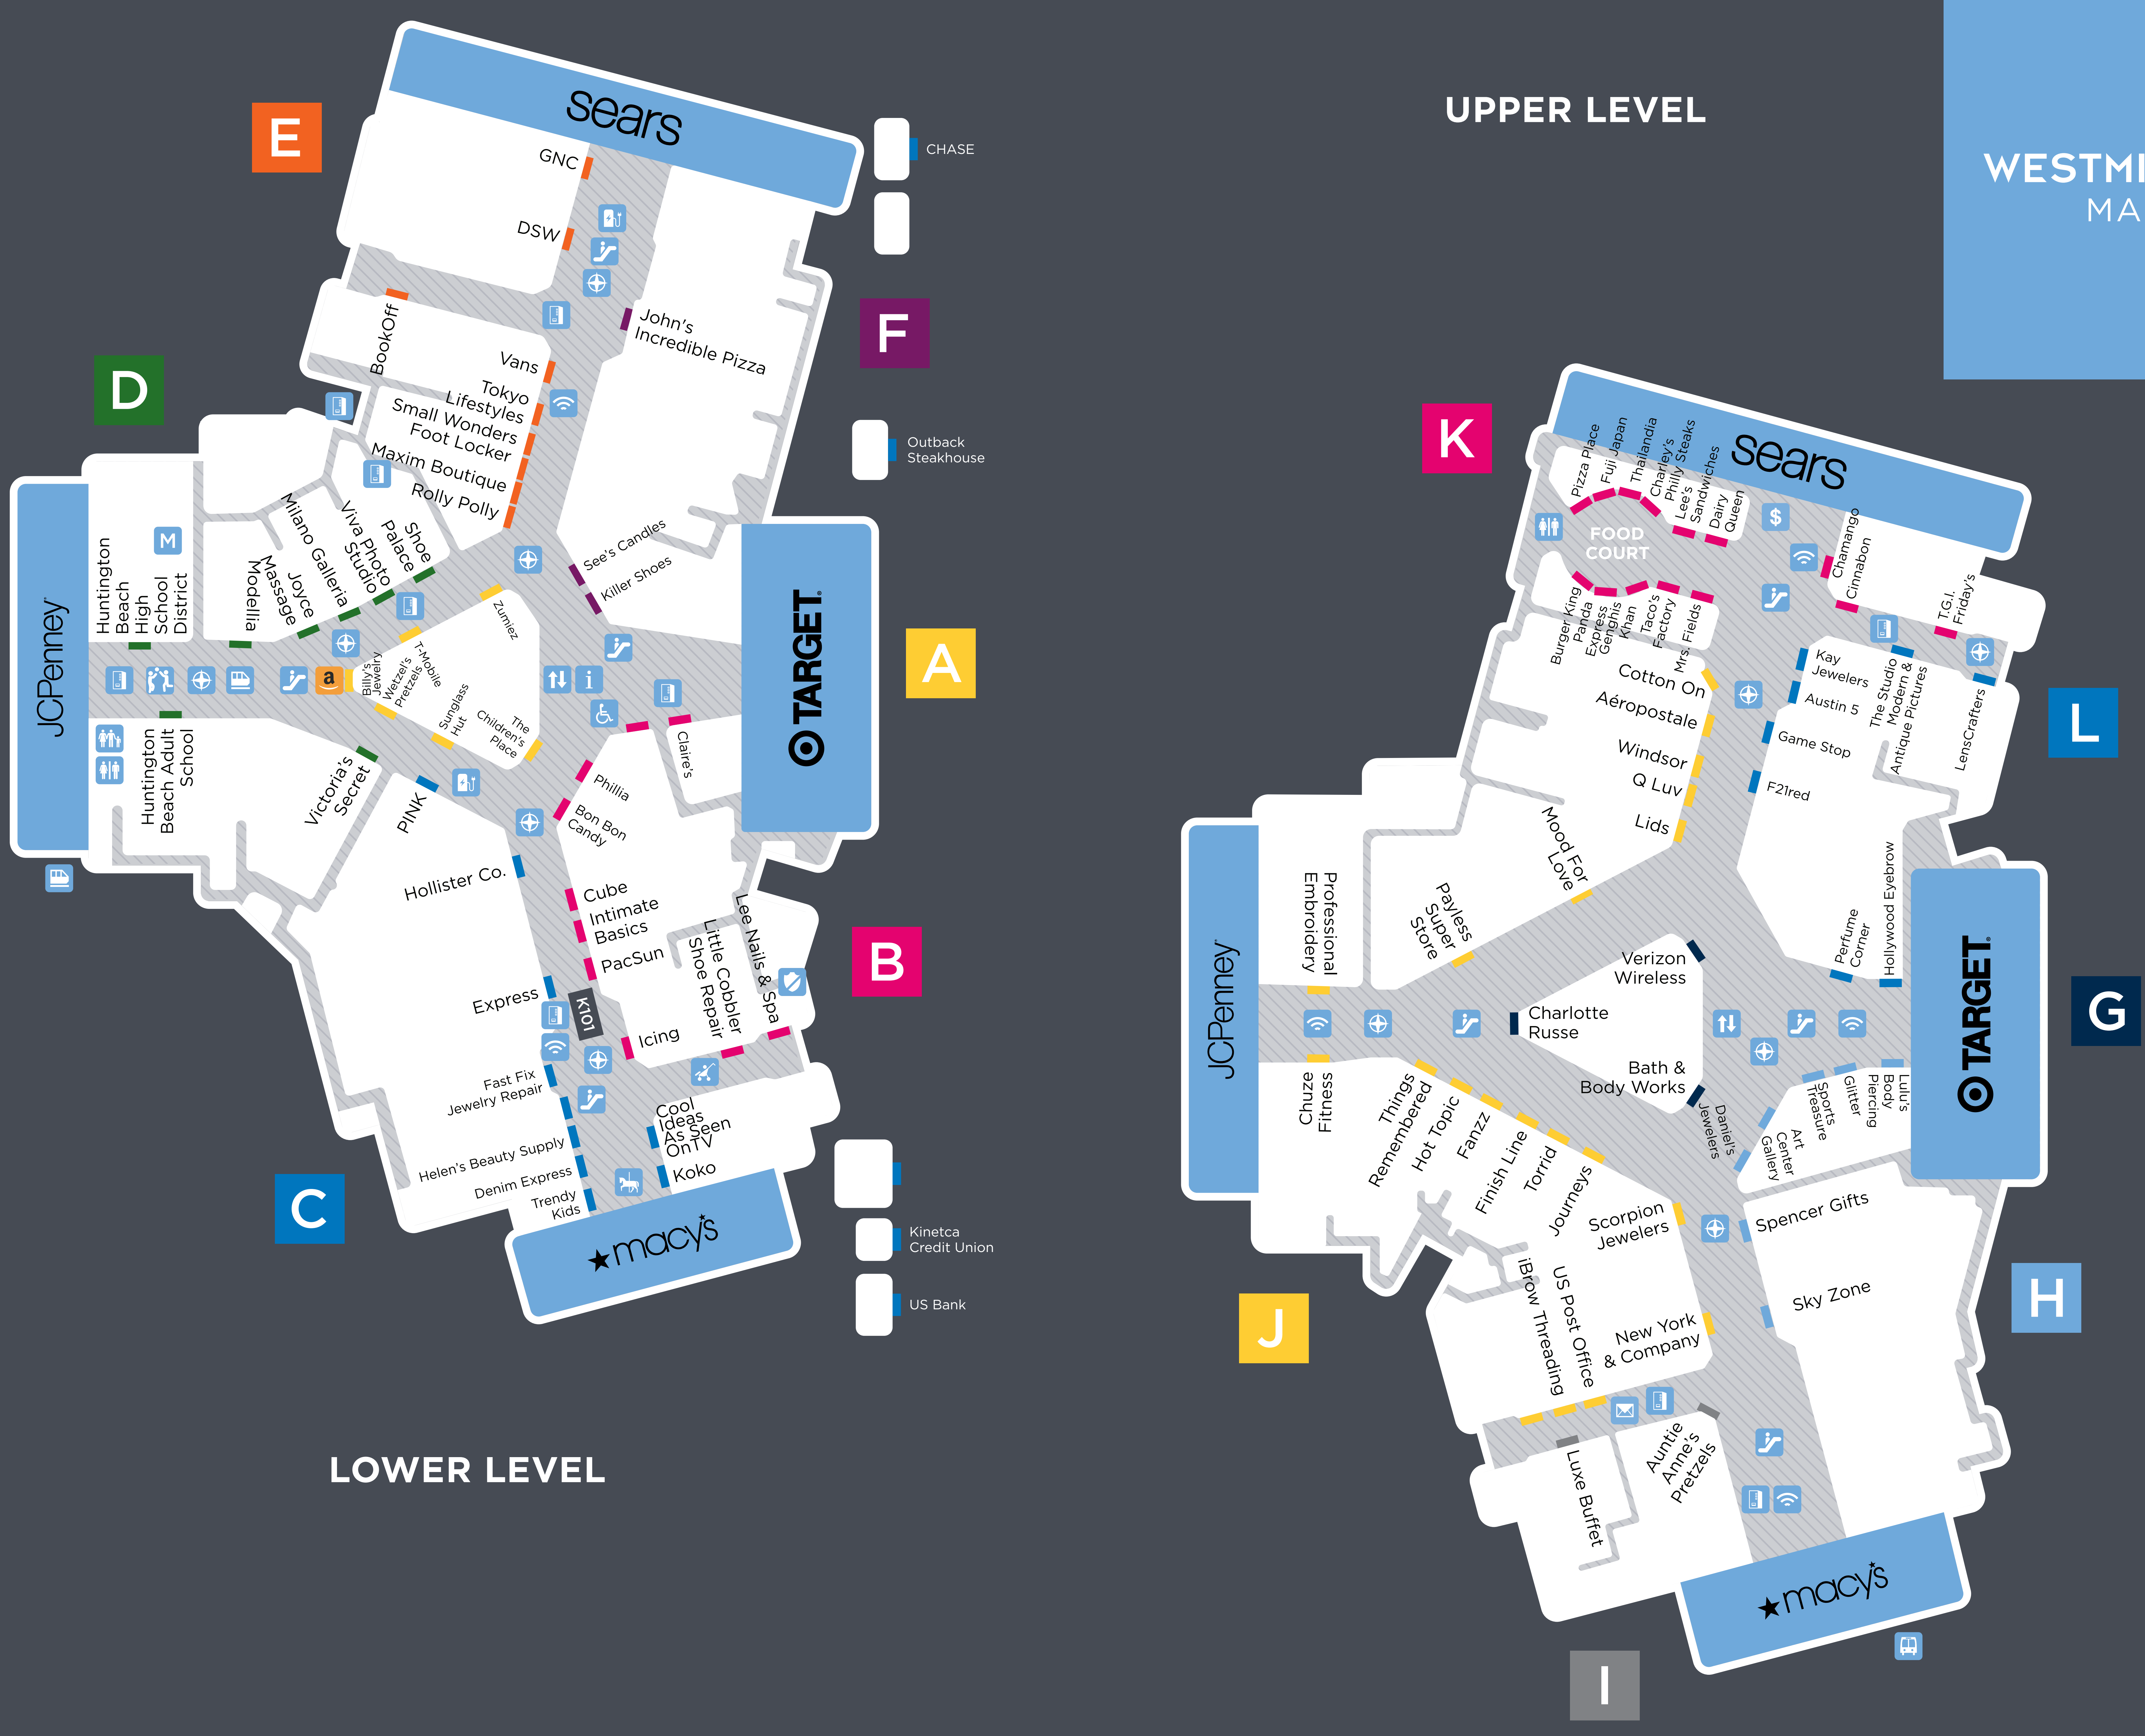 UPPER LEVEL
WESTMI
MA
sears
E
GNC
DSW
CHASE
BookOff
F
John's
Incredible Pizza
D
Vans
Tokyo
Lifestyles
Small Wonders
Foot Locker
Maxim Boutique
Rolly Polly
Outback
Steakhouse
JCPenney
Huntington
Beach
High
School
District
M
Modellia
Joyce
Massage
Milano Galleria
Viva Photo
Studio
Shoe
Palace
See's Candles
Killer Shoes
TARGET
A
Zumiez
a
Billy's
Jewelry
Wetzel's
Pretzels
T-Mobile
Sunglass
Hut
The
Children's
Place
i
Huntington
Beach Adult
School
Victoria's
Secret
PINK
Claire's
Phillia
Bon Bon
Candy
Hollister Co.
Cube
Intimate
Basics
PacSun
Little Cobbler
Shoe Repair
Lee Nails & Spa
B
Express
K101
Icing
Fast Fix
Jewelry Repair
Cool
Ideas
As Seen
OnTV
Koko
Helen's Beauty Supply
Denim Express
Trendy
Kids
C
macy's
Kinetca
Credit Union
US Bank
LOWER LEVEL
K
sears
Pizza Place
Fuji Japan
Thailandia
Charley's
Philly Steaks
Lee's
Sandwiches
Dairy
Queen
FOOD
COURT
$
Chamango
Cinnabon
T.G.I.
Friday's
Burger King
Panda
Express
Genghis
Khan
Taco's
Factory
Mrs. Fields
Cotton On
Aéropostale
Windsor
Q Luv
Lids
Kay
Jewelers
Austin 5
Game Stop
F21red
The Studio
Modern &
Antique Pictures
LensCrafters
L
Mood For
Love
Payless
Super
Store
Professional
Embroidery
JCPenney
Perfume
Corner
Hollywood Eyebrow
Verizon
Wireless
Charlotte
Russe
Bath &
Body Works
TARGET
G
Chuze
Fitness
Things
Remembered
Hot Topic
Fanzz
Finish Line
Torrid
Journeys
Scorpion
Jewelers
Daniel's
Jewelers
Art
Center
Gallery
Sports
Treasure
Glitter
Lulu's
Body
Piercing
Spencer Gifts
Sky Zone
H
J
iBrow Threading
US Post Office
New York
& Company
Luxe Buffet
Auntie
Anne's
Pretzels
macy's
I